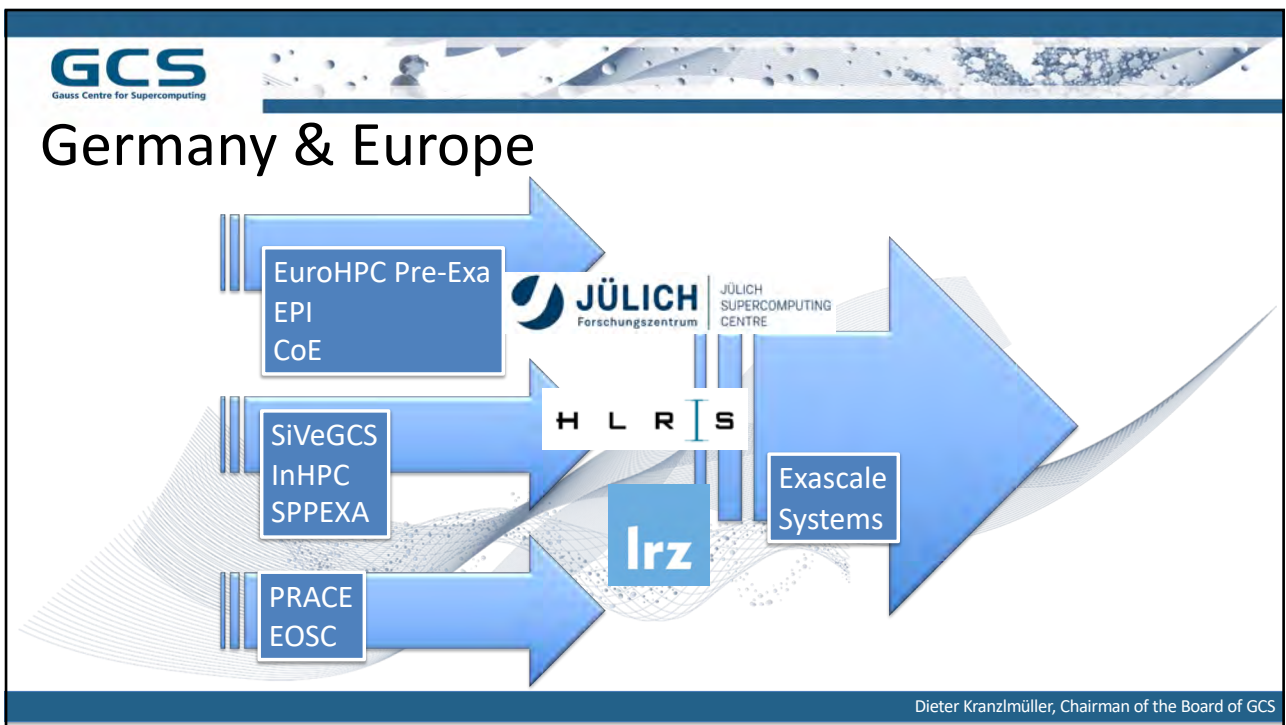 GCS
Gauss Centre for Supercomputing
Germany & Europe
EuroHPC Pre-Exa
EPI
CoE
JÜLICH
Forschungszentrum
JÜLICH
SUPERCOMPUTING
CENTRE
SiVeGCS
InHPC
SPPEXA
H L R S
Exascale
Systems
lrz
PRACE
EOSC
Dieter Kranzlmüller, Chairman of the Board of GCS